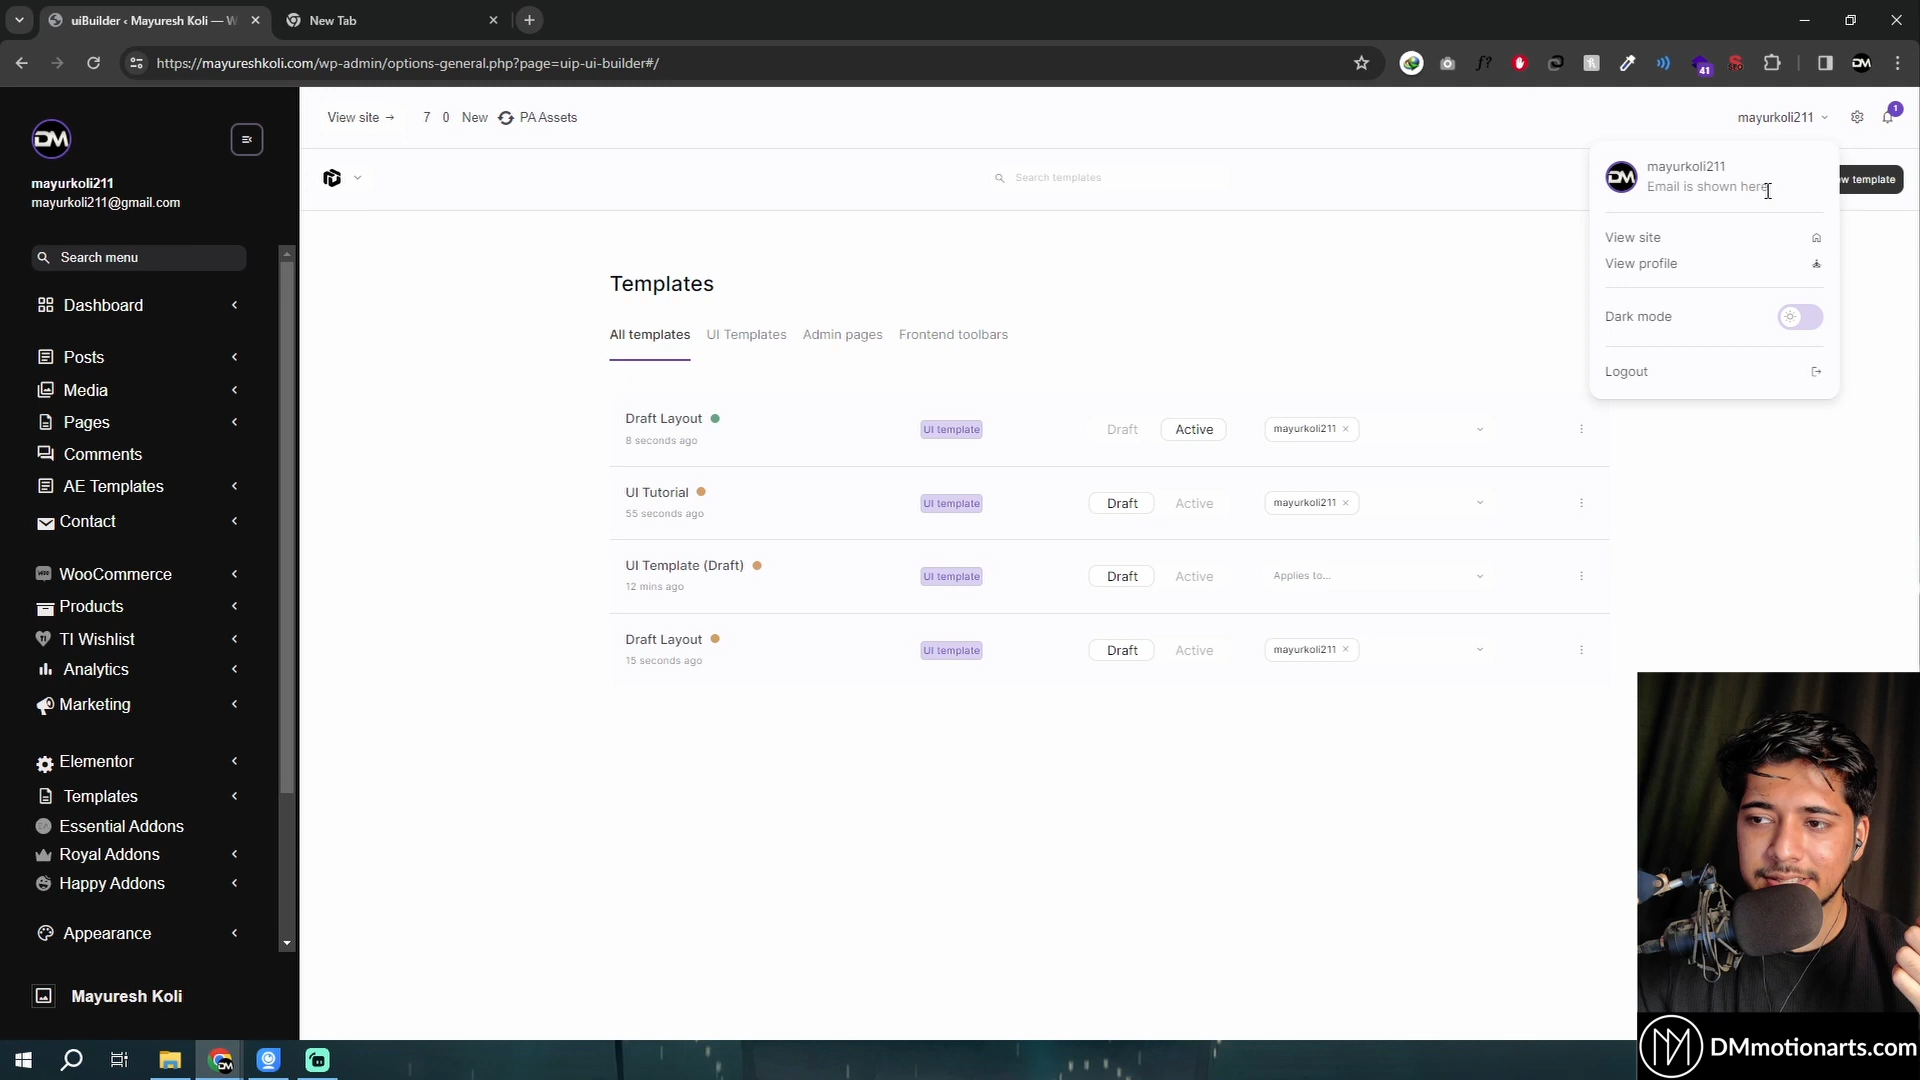 uiBuilder ‹ Mayuresh Koli — W
New Tab
https://mayureshkoli.com/wp-admin/options-general.php?page=uip-ui-builder#/
f?
41
SEO
DM
DM
mayurkoli211
mayurkoli211@gmail.com
Search menu
Dashboard
Posts
Media
Pages
Comments
AE Templates
Contact
WooCommerce
Products
TI Wishlist
Analytics
Marketing
Elementor
Templates
Essential Addons
Royal Addons
Happy Addons
Appearance
Mayuresh Koli
View site →
7 0 New PA Assets
mayurkoli211
1
Search templates
w template
DM
mayurkoli211
Email is shown here
View site
View profile
Dark mode
Logout
Templates
All templates UI Templates Admin pages Frontend toolbars
Draft Layout
8 seconds ago
UI template
Draft Active
mayurkoli211 ×
UI Tutorial
55 seconds ago
UI template
Draft Active
mayurkoli211 ×
UI Template (Draft)
12 mins ago
UI template
Draft Active
Applies to...
Draft Layout
15 seconds ago
UI template
Draft Active
mayurkoli211 ×
DMmotionarts.com